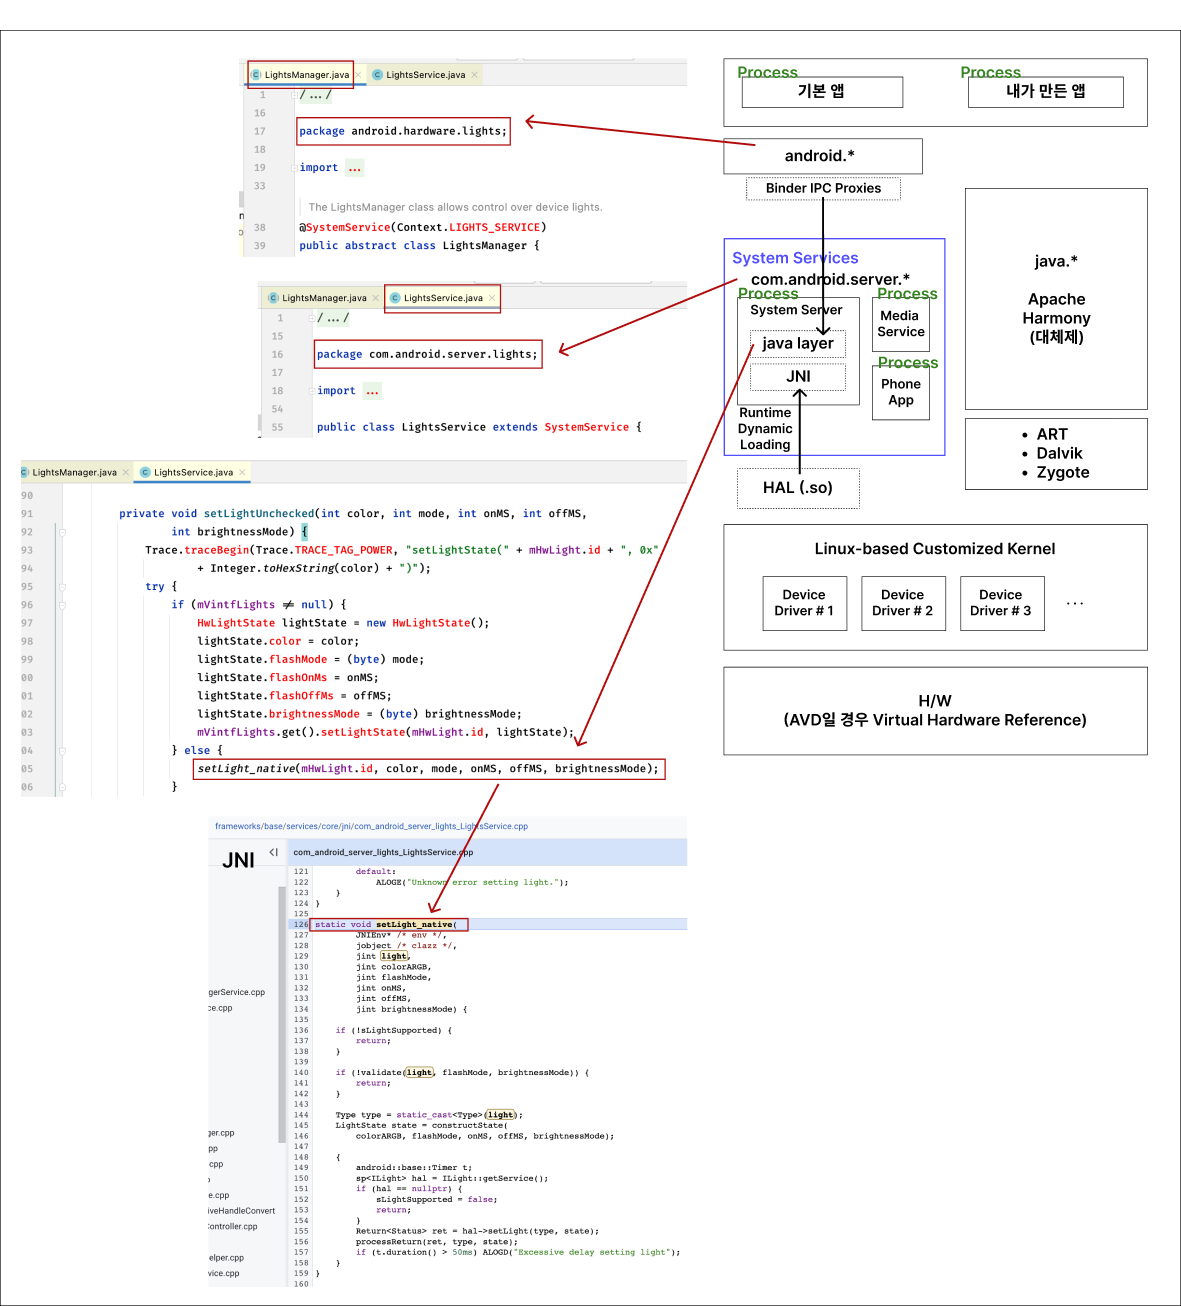 LightsManager.java
LightsService.java
1 /.../
16
17 package android.hardware.lights;
18
19 import ...
33
The LightsManager class allows control over device lights.
38 @SystemService(Context.LIGHTS_SERVICE)
39 public abstract class LightsManager {
LightsManager.java
LightsService.java
1 /.../
15
16 package com.android.server.lights;
17
18 import ...
54
55 public class LightsService extends SystemService {
LightsManager.java
LightsService.java
90
91 private void setLightUnchecked(int color, int mode, int onMS, int offMS,
92 int brightnessMode) {
93 Trace.traceBegin(Trace.TRACE_TAG_POWER, "setLightState(" + mHwLight.id + ", 0x"
94 + Integer.toHexString(color) + ")");
95 try {
96 if (mVintfLights ≠ null) {
97 HwLightState lightState = new HwLightState();
98 lightState.color = color;
99 lightState.flashMode = (byte) mode;
00 lightState.flashOnMs = onMS;
01 lightState.flashOffMs = offMS;
02 lightState.brightnessMode = (byte) brightnessMode;
03 mVintfLights.get().setLightState(mHwLight.id, lightState);
04 } else {
05 setLight_native(mHwLight.id, color, mode, onMS, offMS, brightnessMode);
06 }
frameworks/base/services/core/jni/com_android_server_lights_LightsService.cpp
JNI
<|
com_android_server_lights_LightsService.cpp
gerService.cpp
ce.cpp
ger.cpp
pp
cpp
e.cpp
iveHandleConvert
Controller.cpp
elper.cpp
vice.cpp
121 default:
122 ALOGE("Unknown error setting light.");
123 }
124 }
125
126 static void setLight_native(
127 JNIEnv* /* env */,
128 jobject /* clazz */,
129 jint light,
130 jint colorARGB,
131 jint flashMode,
132 jint onMS,
133 jint offMS,
134 jint brightnessMode) {
135
136 if (!sLightSupported) {
137 return;
138 }
139
140 if (!validate(light, flashMode, brightnessMode)) {
141 return;
142 }
143
144 Type type = static_cast<Type>(light);
145 LightState state = constructState(
146 colorARGB, flashMode, onMS, offMS, brightnessMode);
147
148 {
149 android::base::Timer t;
150 sp<ILight> hal = ILight::getService();
151 if (hal == nullptr) {
152 sLightSupported = false;
153 return;
154 }
155 Return<Status> ret = hal->setLight(type, state);
156 processReturn(ret, type, state);
157 if (t.duration() > 50ms) ALOGD("Excessive delay setting light");
158 }
159 }
160
Process
기본 앱
Process
내가 만든 앱
android.*
Binder IPC Proxies
System Services
com.android.server.*
Process
System Server
java layer
JNI
Runtime
Dynamic
Loading
Process
Media
Service
Process
Phone
App
HAL (.so)
java.*
Apache
Harmony
(대체제)
• ART
• Dalvik
• Zygote
Linux-based Customized Kernel
Device
Driver # 1
Device
Driver # 2
Device
Driver # 3
...
H/W
(AVD일 경우 Virtual Hardware Reference)